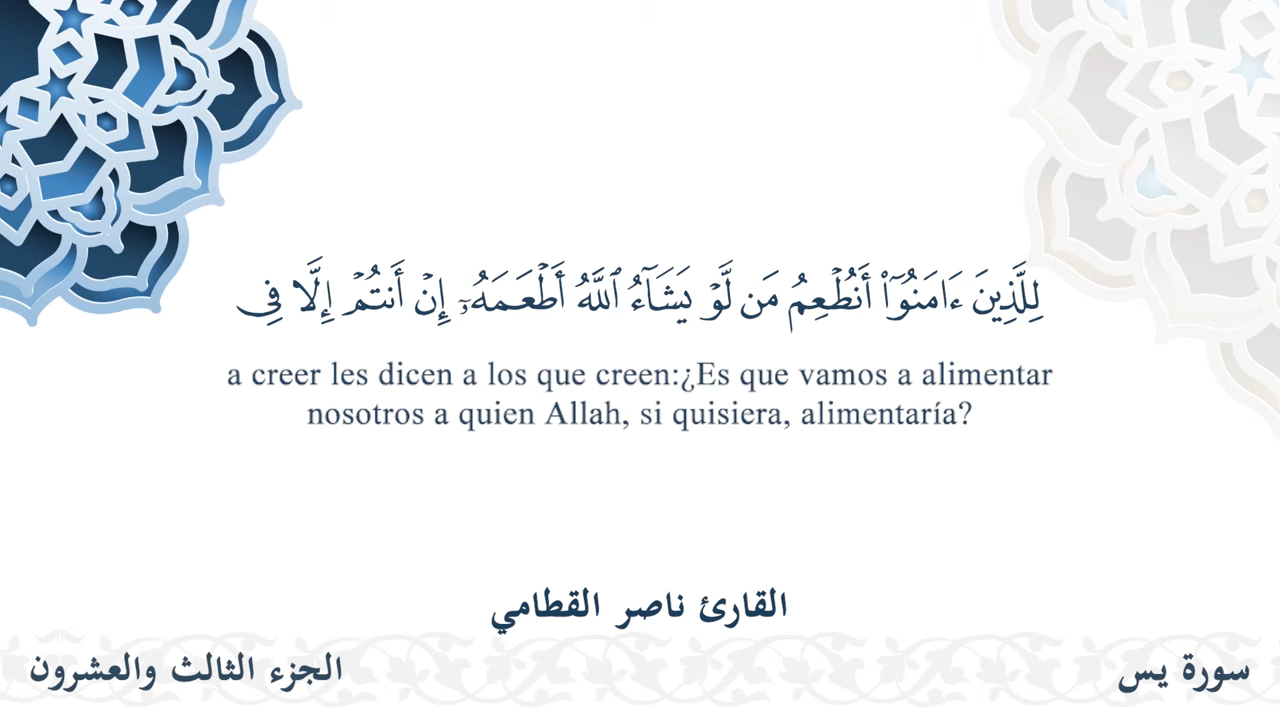 لِلَّذِينَ ءَامَنُوٓا۟ أَنُطْعِمُ مَن لَّوْ يَشَآءُ ٱللَّهُ أَطْعَمَهُۥٓ إِنْ أَنتُمْ إِلَّا فِى
a creer les dicen a los que creen:¿Es que vamos a alimentar
nosotros a quien Allah, si quisiera, alimentaría?
القارئ ناصر القطامي
سورة يس
الجزء الثالث والعشرون